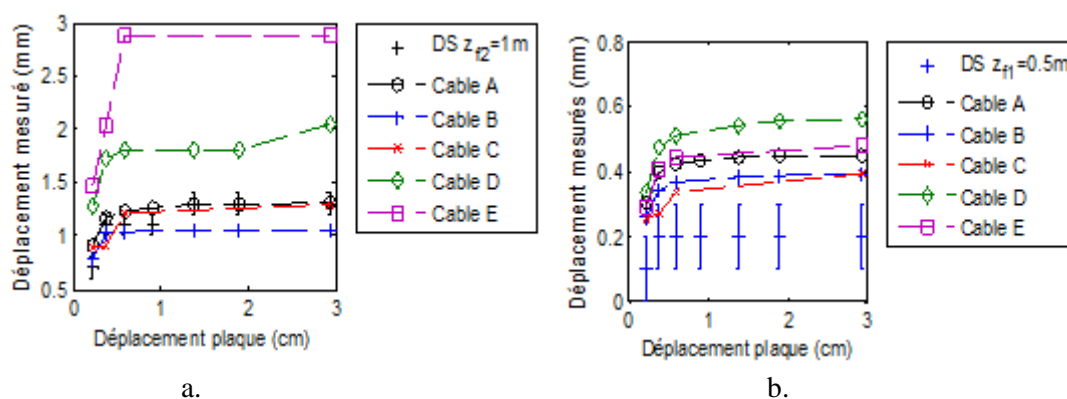 3
2.5
2
1.5
1
0.5
0 1 2 3
Déplacement mesuré (mm)
Déplacement plaque (cm)
DS z_f2=1m
Cable A
Cable B
Cable C
Cable D
Cable E
a.
0.8
0.6
0.4
0.2
0
0 1 2 3
Déplacement mesurés (mm)
Déplacement plaque (cm)
DS z_f1=0.5m
Cable A
Cable B
Cable C
Cable D
Cable E
b.